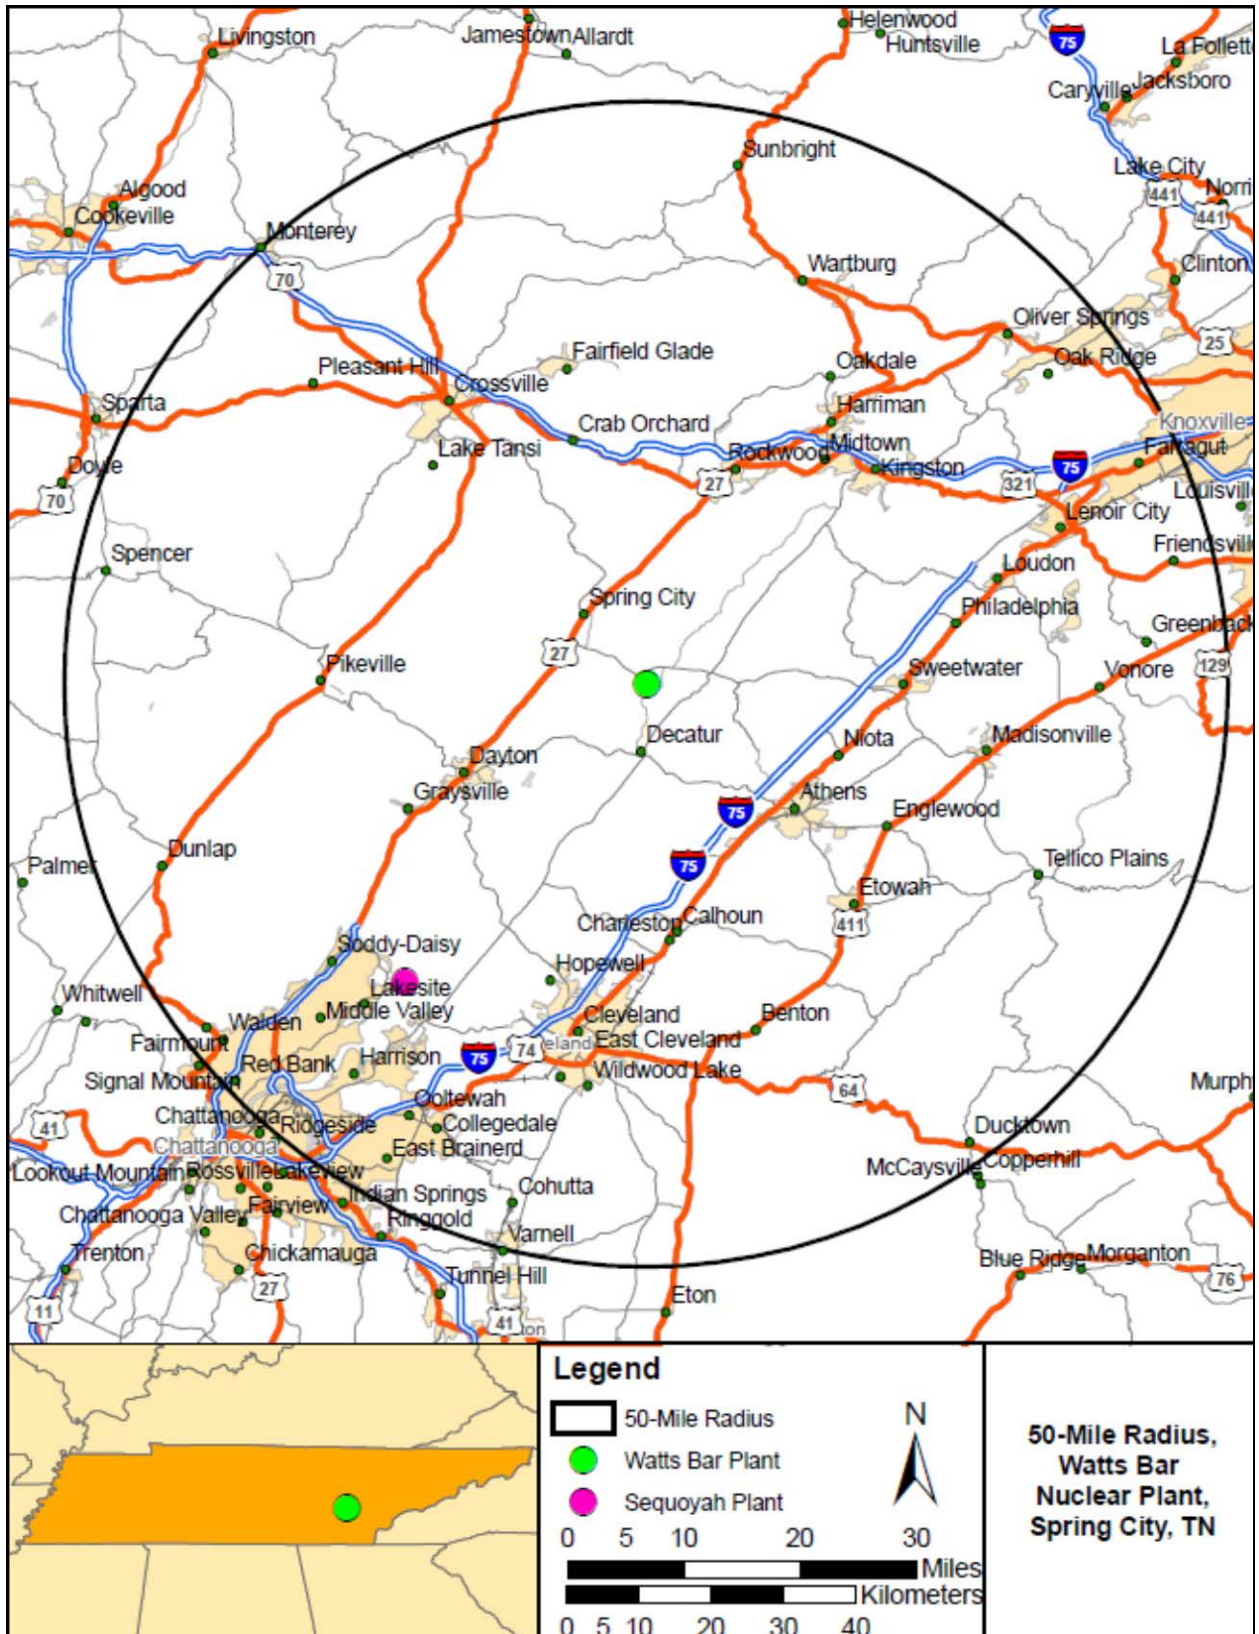 Livingston
Jamestown
Allardt
Helenwood
Huntsville
75
La Follett
Jacksboro
Caryville
Sunbright
Lake City
441
Norri
441
Algood
Cookeville
Monterey
70
Wartburg
Clinton
Oliver Springs
25
Fairfield Glade
Oakdale
Oak Ridge
Pleasant Hill
Crossville
Sparta
Harriman
Crab Orchard
Knoxville
Midtown
Lake Tansi
Rockwood
Farragut
Doyle
Kingston
75
27
321
70
Louisvill
Lenoir City
Spencer
Friendsvill
Loudon
Spring City
Philadelphia
Greenback
27
Pikeville
Sweetwater
Vonore
129
Decatur
Niota
Madisonville
Dayton
Graysville
Athens
75
Englewood
Dunlap
Palmer
75
Tellico Plains
Etowah
Charleston
Calhoun
411
Soddy-Daisy
Hopewell
Whitwell
Lakesite
Middle Valley
Walden
Cleveland
Benton
Fairmount
74
eland
East Cleveland
Harrison
75
Red Bank
Signal Mountain
Wildwood Lake
64
Murph
Ooltewah
41
Chattanooga
Ridgeside
Collegedale
Ducktown
Chattanooga
East Brainerd
McCaysville
Copperhill
Lookout Mountain
Rossville
Lakeview
Indian Springs
Cohutta
Chattanooga Valley
Fairview
Ringgold
Varnell
Trenton
Chickamauga
Blue Ridge
Morganton
Tunnel Hill
76
27
Eton
11
41
ton
Legend
50-Mile Radius
Watts Bar Plant
Sequoyah Plant
N
0 5 10 20 30
Miles
Kilometers
0 5 10 20 30 40
50-Mile Radius,
Watts Bar
Nuclear Plant,
Spring City, TN